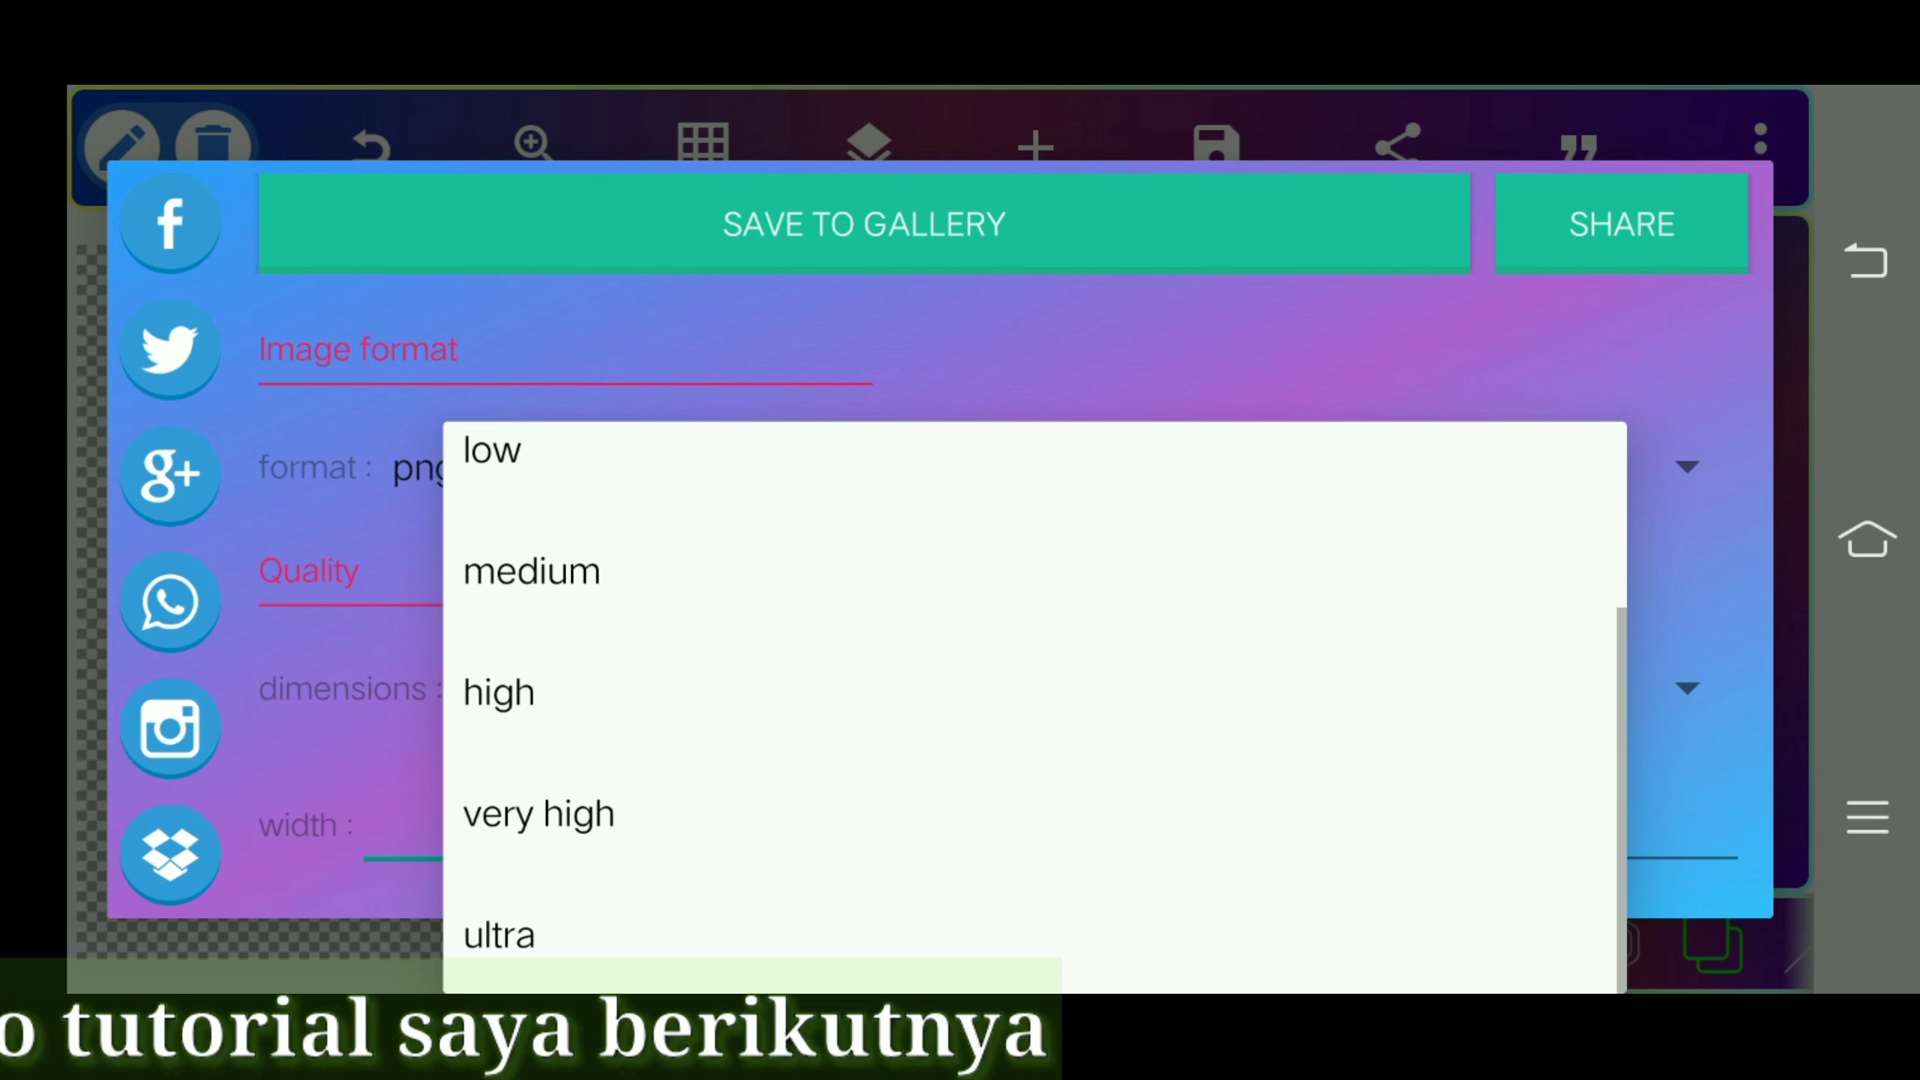 SAVE TO GALLERY
SHARE
Image format
format :
Quality
dimensions :
width :
low
medium
high
very high
ultra
tutorial saya berikutnya